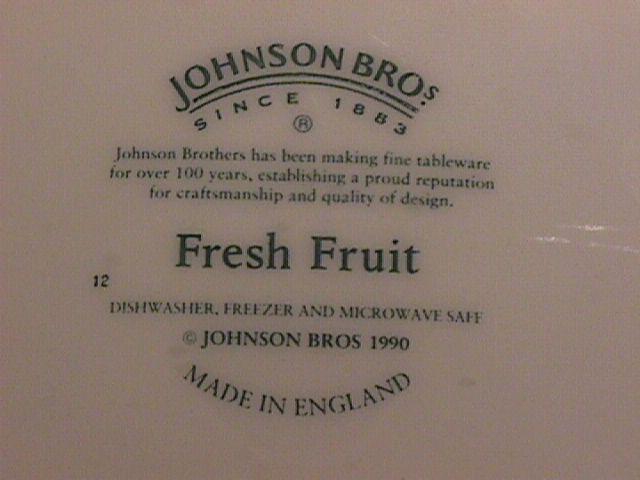 JOHNSON BROS.
SINCE 1883
®
Johnson Brothers has been making fine tableware
for over 100 years, establishing a proud reputation
for craftsmanship and quality of design.
Fresh Fruit
12
DISHWASHER, FREEZER AND MICROWAVE SAFE
© JOHNSON BROS 1990
MADE IN ENGLAND